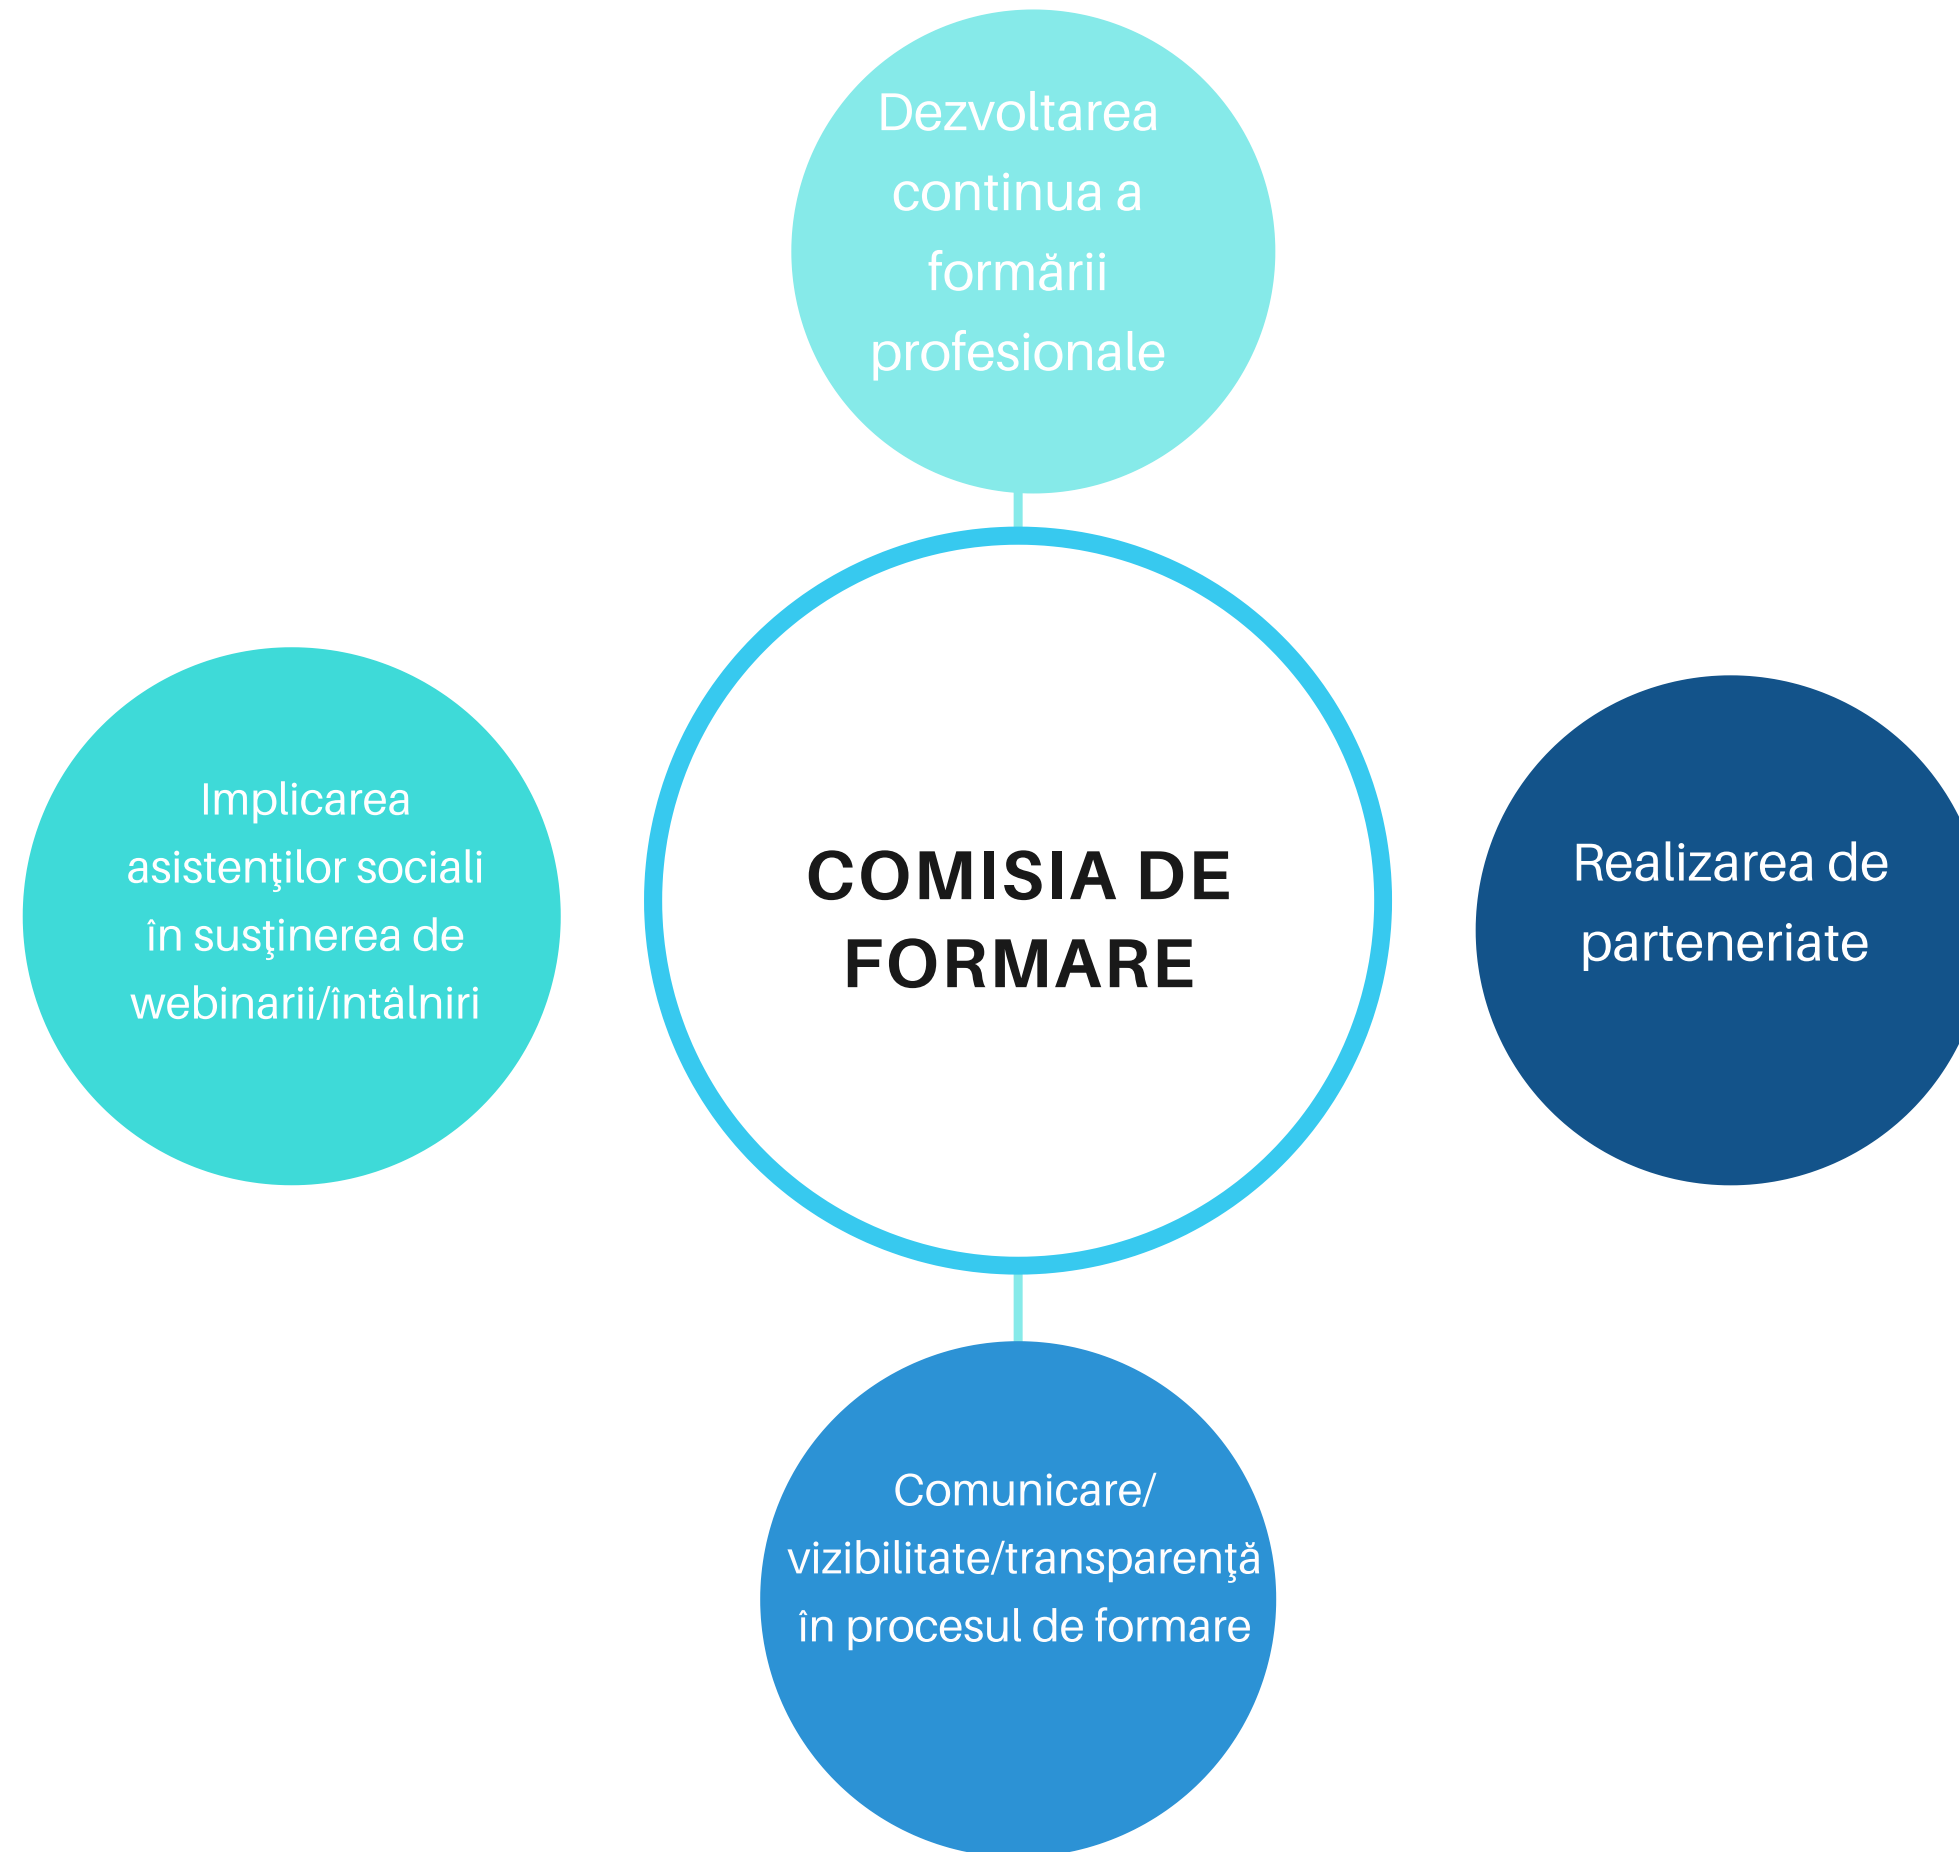 Dezvoltarea
continua a
formării
profesionale
Implicarea
asistenţilor sociali
în susţinerea de
webinarii/întâlniri
COMISIA DE
FORMARE
Realizarea de
parteneriate
Comunicare/
vizibilitate/transparenţă
în procesul de formare